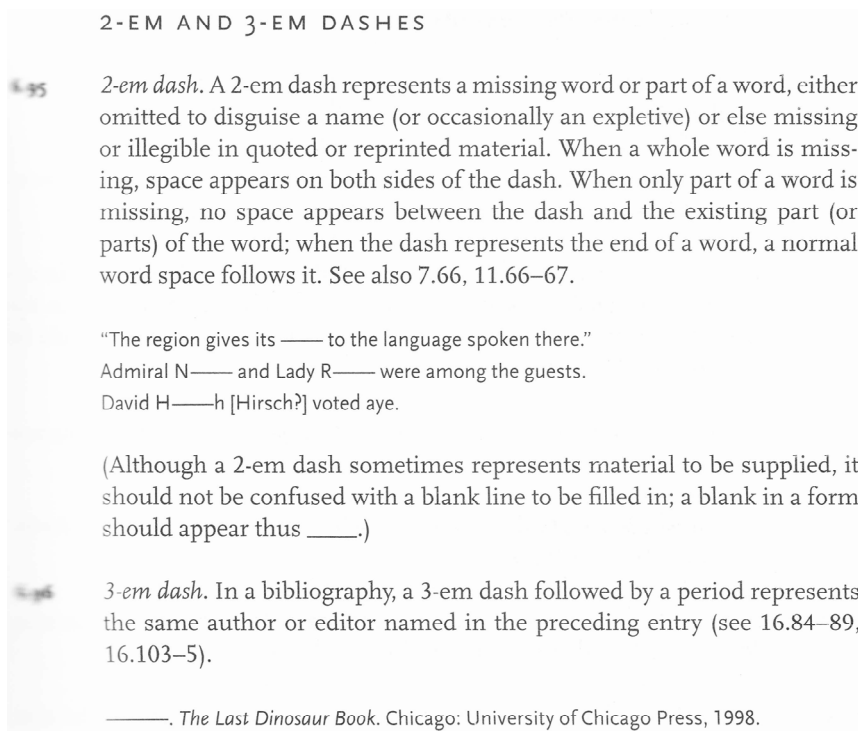 2-EM AND 3-EM DASHES
2-em dash. A 2-em dash represents a missing word or part of a word, either
omitted to disguise a name (or occasionally an expletive) or else missing
or illegible in quoted or reprinted material. When a whole word is miss-
ing, space appears on both sides of the dash. When only part of a word is
missing, no space appears between the dash and the existing part (or
parts) of the word; when the dash represents the end of a word, a normal
word space follows it. See also 7.66, 11.66–67.
“The region gives its —— to the language spoken there.”
Admiral N—— and Lady R—— were among the guests.
David H——h [Hirsch?] voted aye.
(Although a 2-em dash sometimes represents material to be supplied, it
should not be confused with a blank line to be filled in; a blank in a form
should appear thus ____.)
3-em dash. In a bibliography, a 3-em dash followed by a period represents
the same author or editor named in the preceding entry (see 16.84–89,
16.103–5).
———. The Last Dinosaur Book. Chicago: University of Chicago Press, 1998.